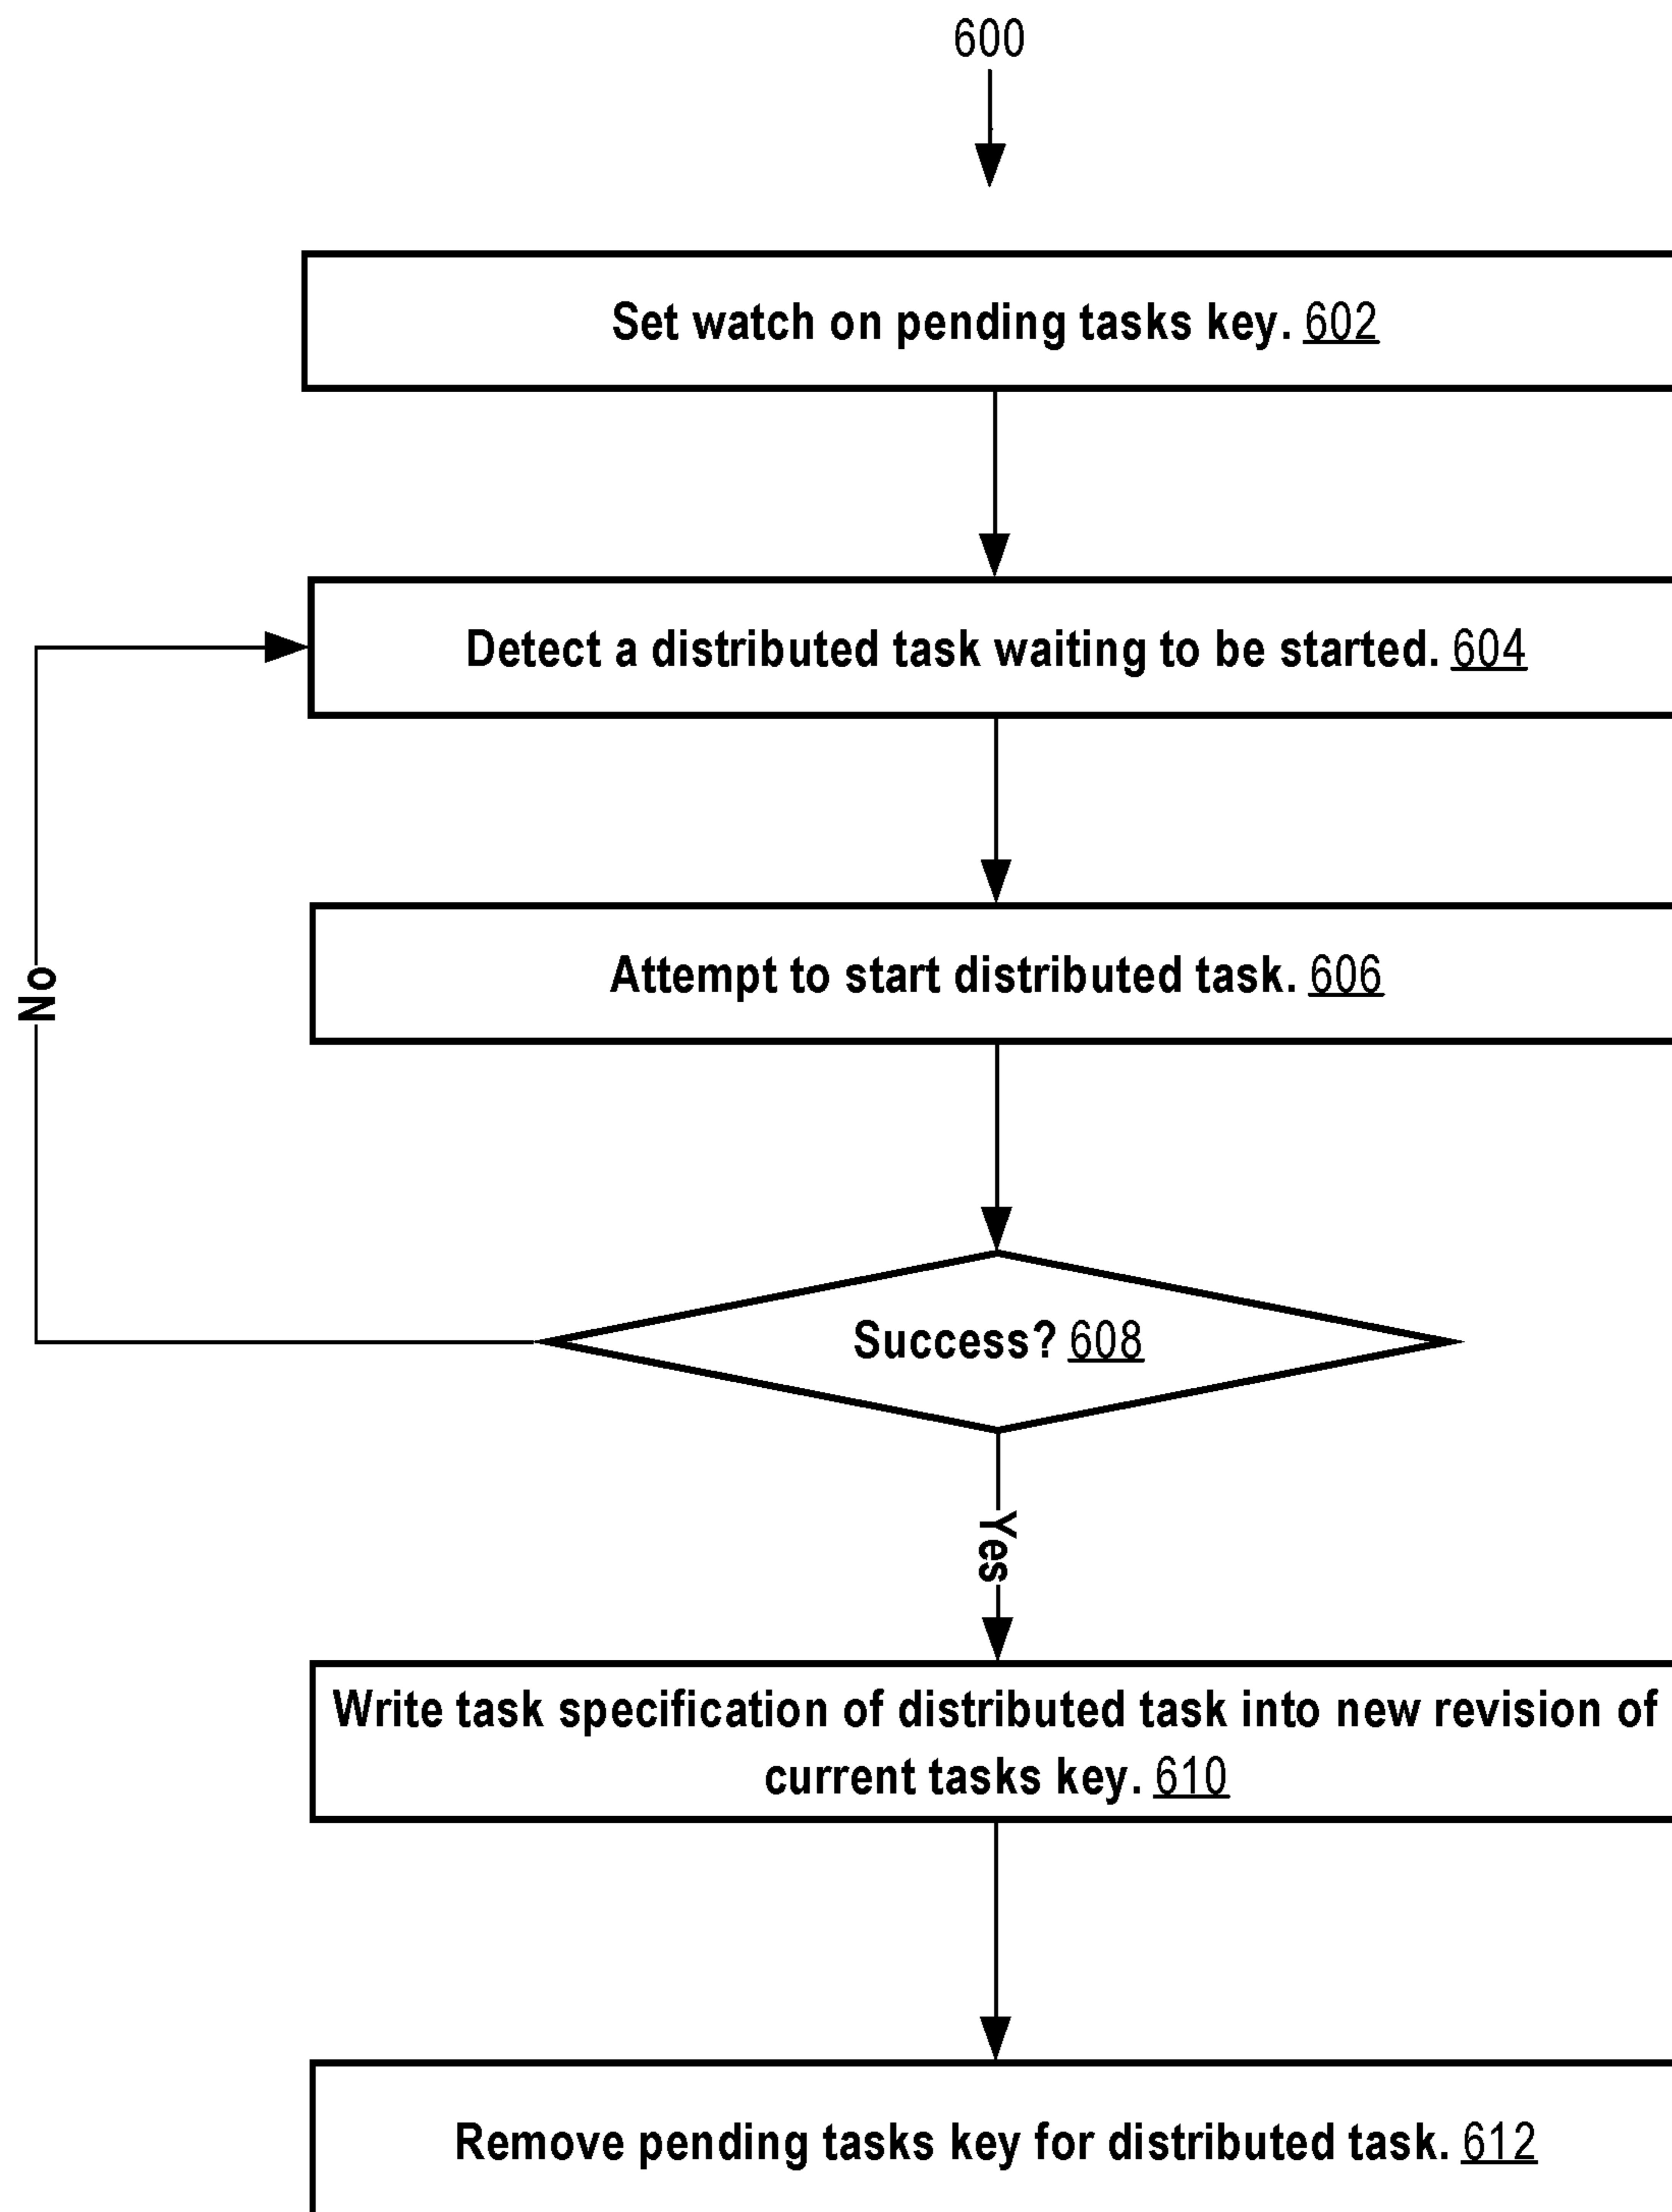 600
Set watch on pending tasks key. 602
Detect a distributed task waiting to be started. 604
Attempt to start distributed task. 606
No
Success? 608
Yes
Write task specification of distributed task into new revision of
current tasks key. 610
Remove pending tasks key for distributed task. 612